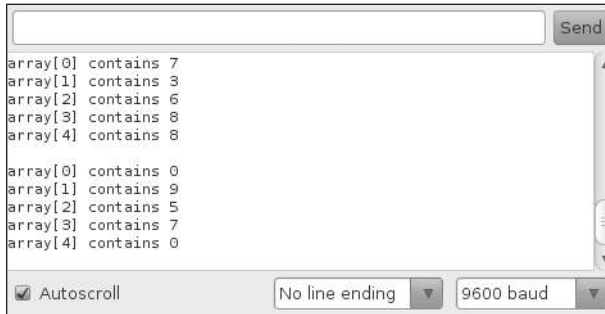 Send
array[0] contains 7
array[1] contains 3
array[2] contains 6
array[3] contains 8
array[4] contains 8
array[0] contains 0
array[1] contains 9
array[2] contains 5
array[3] contains 7
array[4] contains 0
Autoscroll
No line ending
9600 baud